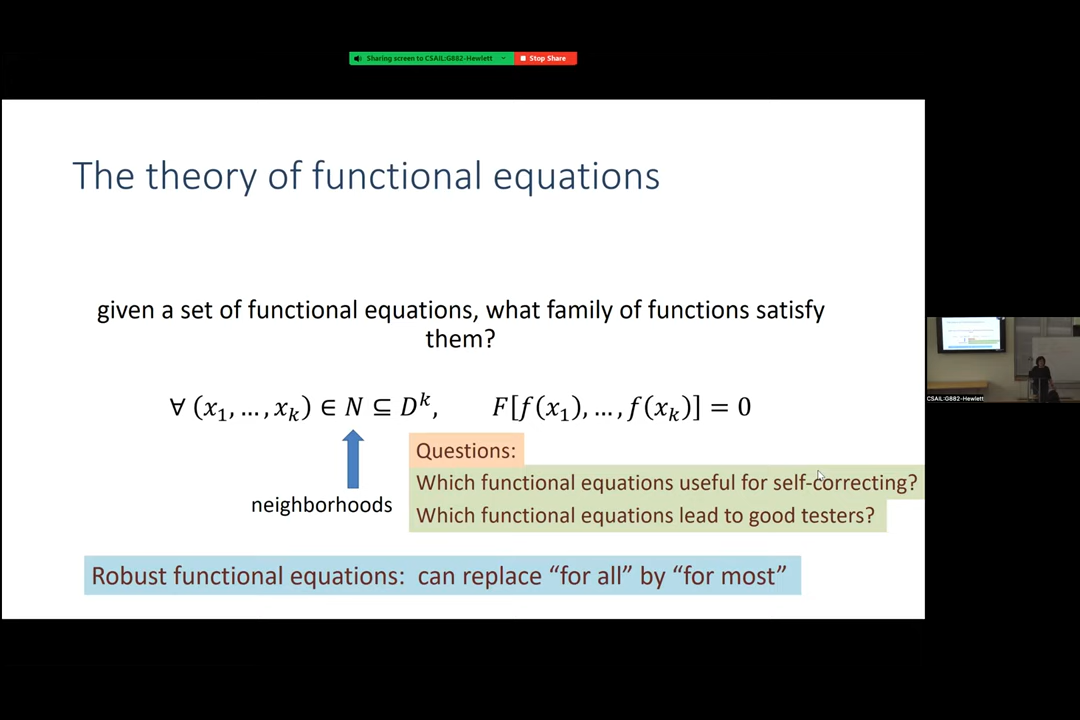 Sharing screen to CSAIL:G882-Hewlett
Stop Share
The theory of functional equations
given a set of functional equations, what family of functions satisfy
them?
∀ (x₁, … , xₖ) ∈ N ⊆ Dᵏ, F[f(x₁), … , f(xₖ)] = 0
Questions:
Which functional equations useful for self-correcting?
neighborhoods
Which functional equations lead to good testers?
Robust functional equations: can replace “for all” by “for most”
CSAIL:G882-Hewlett